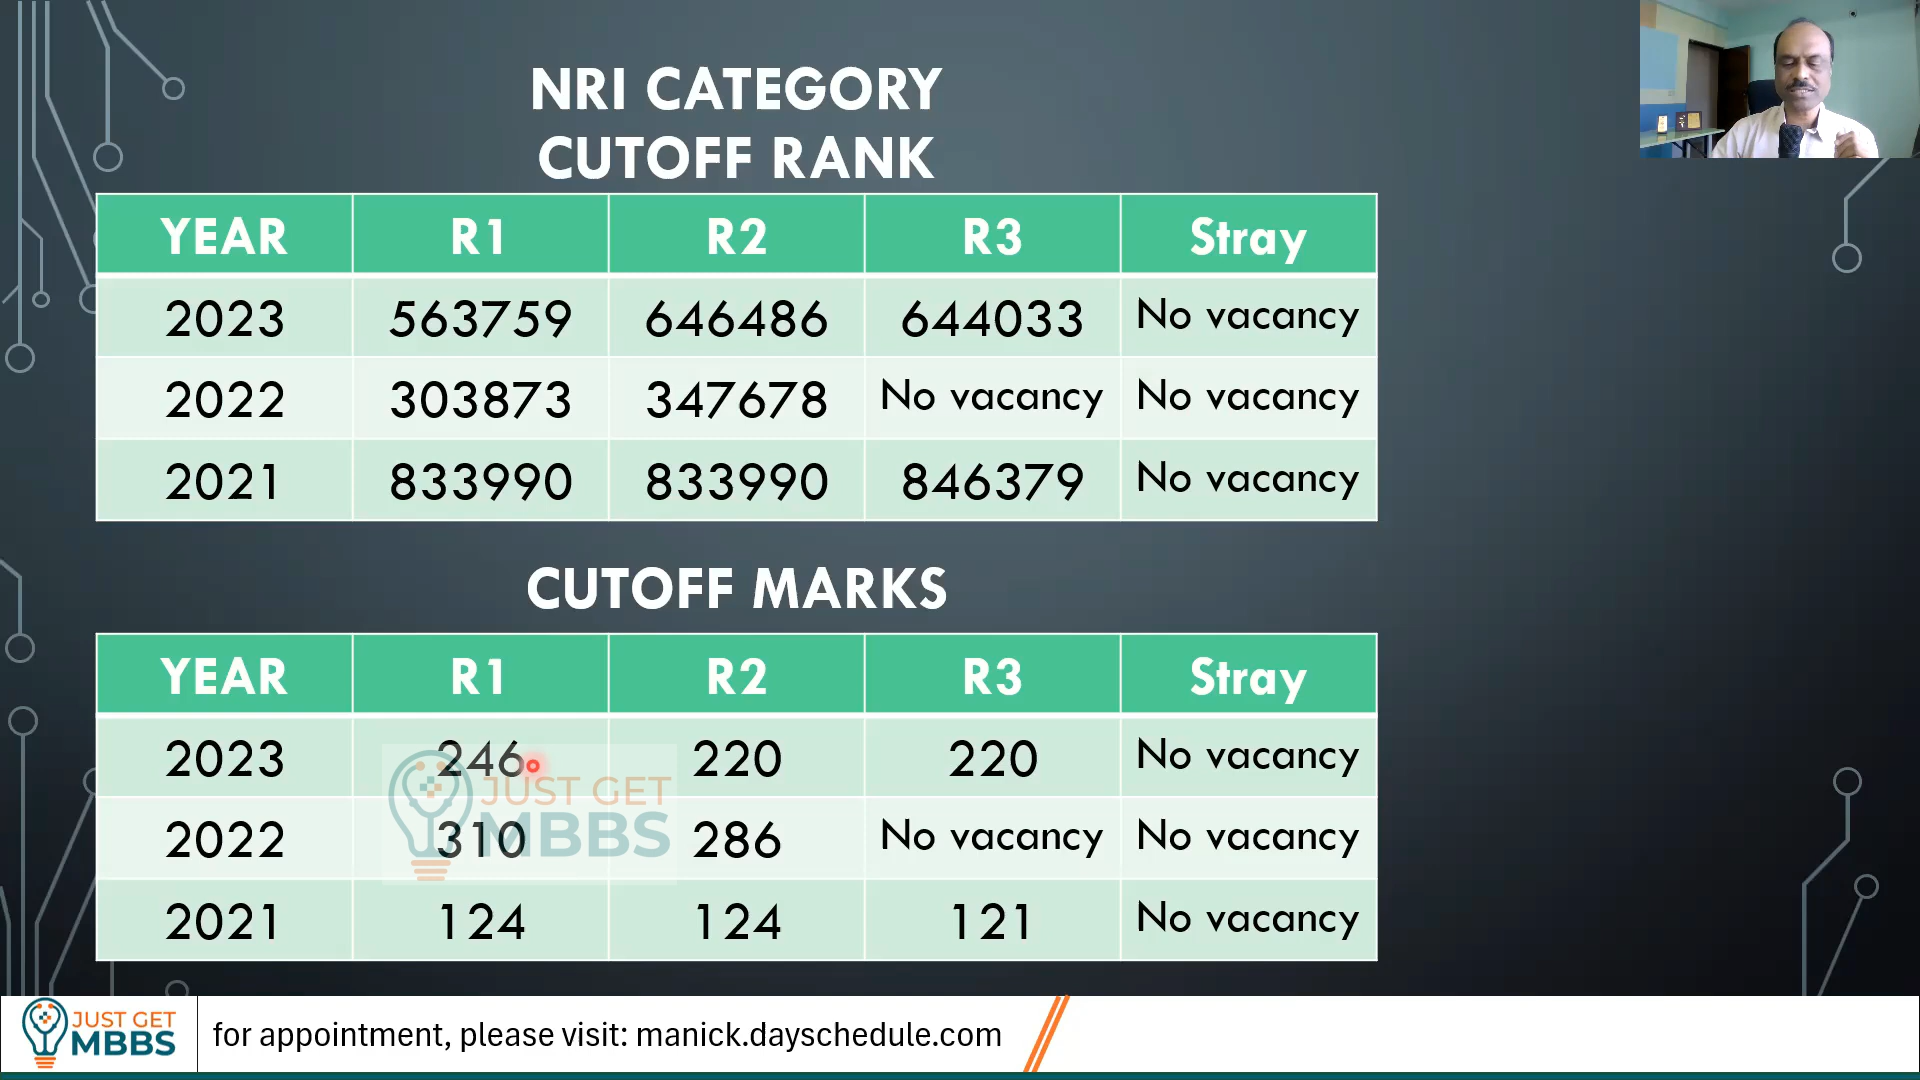 NRI CATEGORY
CUTOFF RANK
YEAR R1 R2 R3 Stray
2023 563759 646486 644033 No vacancy
2022 303873 347678 No vacancy No vacancy
2021 833990 833990 846379 No vacancy
CUTOFF MARKS
YEAR R1 R2 R3 Stray
2023 246 220 220 No vacancy
JUST GET
MBBS
2022 310 286 No vacancy No vacancy
2021 124 124 121 No vacancy
JUST GET
MBBS
for appointment, please visit: manick.dayschedule.com